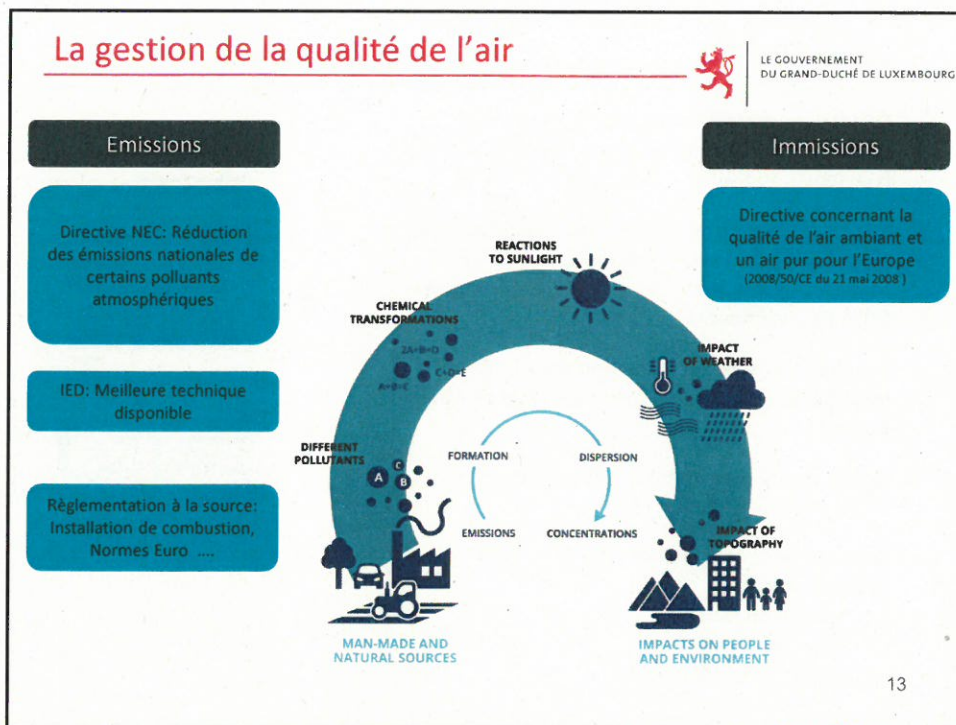 La gestion de la qualité de l'air
LE GOUVERNEMENT
DU GRAND-DUCHÉ DE LUXEMBOURG
Emissions
Directive NEC: Réduction
des émissions nationales de
certains polluants
atmosphériques
IED: Meilleure technique
disponible
Règlementation à la source:
Installation de combustion,
Normes Euro ....
Immissions
Directive concernant la
qualité de l'air ambiant et
un air pur pour l'Europe
(2008/50/CE du 21 mai 2008 )
REACTIONS
TO SUNLIGHT
CHEMICAL
TRANSFORMATIONS
2A+B=D
C+D=E
A+B=C
IMPACT
OF WEATHER
DIFFERENT
POLLUTANTS
A
C
B
FORMATION
DISPERSION
EMISSIONS
CONCENTRATIONS
IMPACT OF
TOPOGRAPHY
MAN-MADE AND
NATURAL SOURCES
IMPACTS ON PEOPLE
AND ENVIRONMENT
13